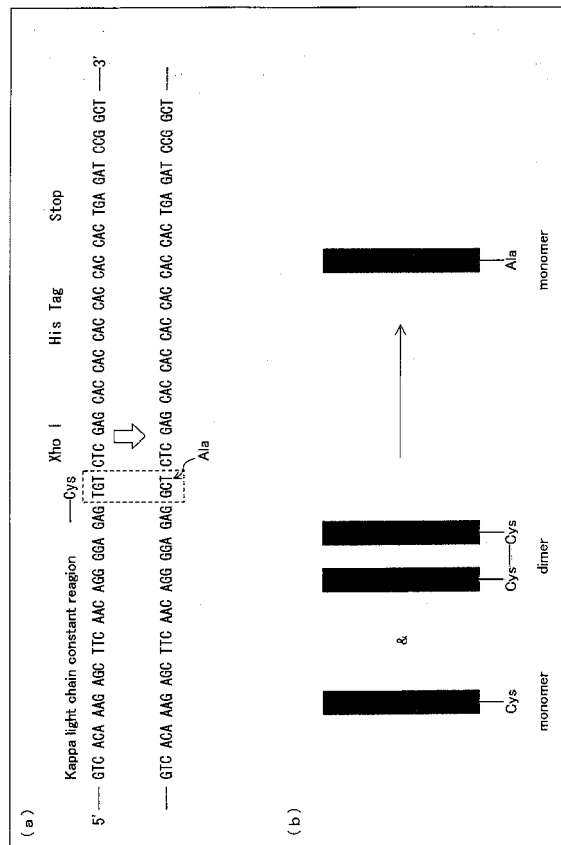 (a)
Kappa light chain constant reagion —Cys Xho I His Tag Stop
5' — GTC ACA AAG AGC TTC AAC AGG GGA GAG TGT CTC GAG CAC CAC CAC CAC CAC CAC TGA GAT CCG GCT —3'
— GTC ACA AAG AGC TTC AAC AGG GGA GAG GCT CTC GAG CAC CAC CAC CAC CAC CAC TGA GAT CCG GCT —
Ala
(b)
&
Cys Cys—Cys Ala
monomer dimer monomer